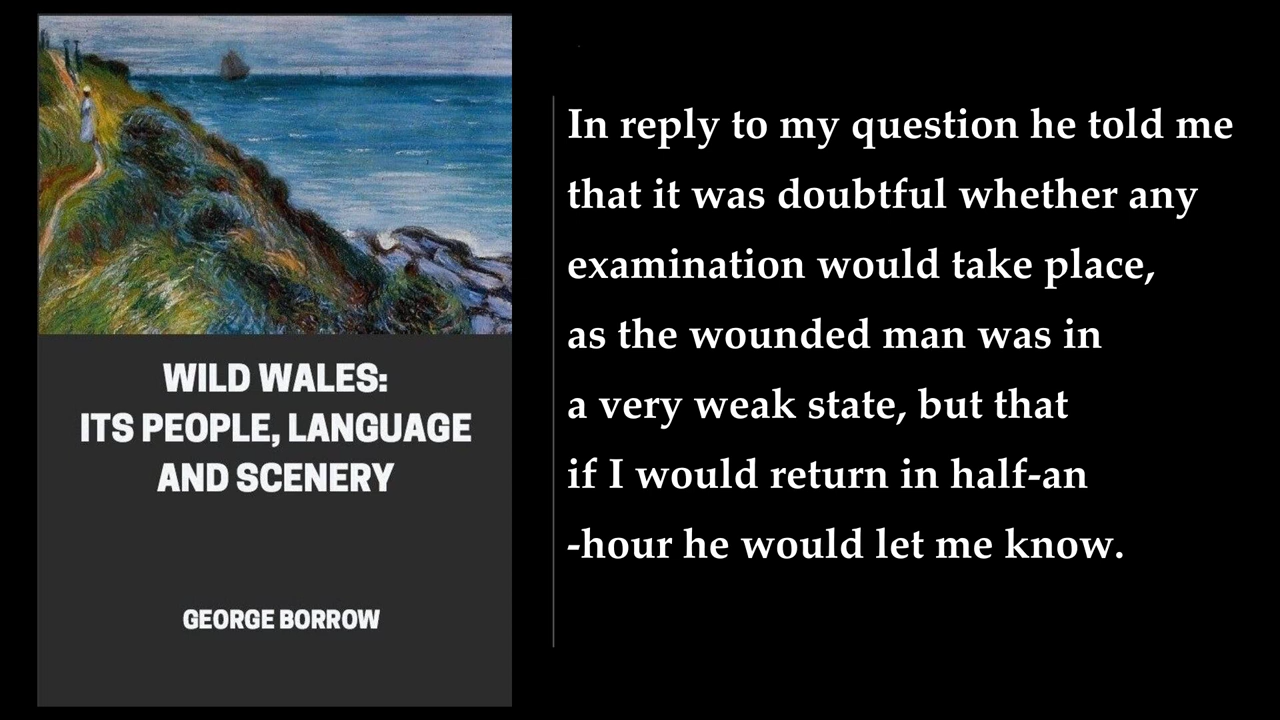 WILD WALES:
ITS PEOPLE, LANGUAGE
AND SCENERY
GEORGE BORROW
In reply to my question he told me
that it was doubtful whether any
examination would take place,
as the wounded man was in
a very weak state, but that
if I would return in half-an
-hour he would let me know.